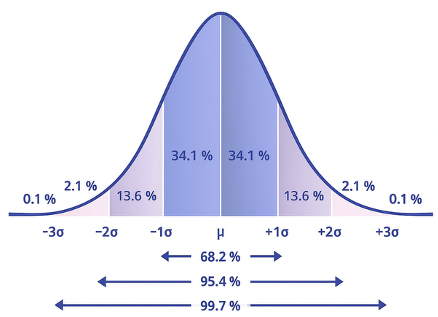 34.1 % 34.1 %
2.1 % 2.1 %
0.1 % 13.6 % 13.6 % 0.1 %
−3σ −2σ −1σ μ +1σ +2σ +3σ
68.2 %
95.4 %
99.7 %